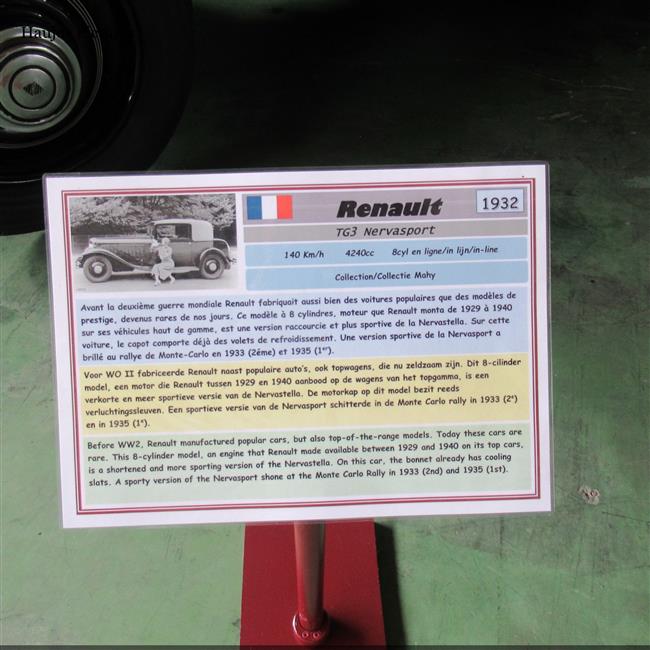 Renault
1932
TG3 Nervasport
140 Km/h 4240cc 8cyl en ligne/in lijn/in-line
Collection/Collectie Mahy
Avant la deuxième guerre mondiale Renault fabriquait aussi bien des voitures populaires que des modèles de
prestige, devenus rares de nos jours. Ce modèle à 8 cylindres, moteur que Renault monta de 1929 à 1940
sur ses véhicules haut de gamme, est une version raccourcie et plus sportive de la Nervastella. Sur cette
voiture, le capot comporte déjà des volets de refroidissement. Une version sportive de la Nervasport a
brillé au rallye de Monte-Carlo en 1933 (2éme) et 1935 (1er).
Voor WO II fabriceerde Renault naast populaire auto's, ook topwagens, die nu zeldzaam zijn. Dit 8-cilinder
model, een motor die Renault tussen 1929 en 1940 aanbood op de wagens van het topgamma, is een
verkorte en meer sportieve versie van de Nervastella. De motorkap op dit model bezit reeds
verluchtingssleuven. Een sportieve versie van de Nervasport schitterde in de Monte Carlo rally in 1933 (2e)
en in 1935 (1e).
Before WW2, Renault manufactured popular cars, but also top-of-the-range models. Today these cars are
rare. This 8-cylinder model, an engine that Renault made available between 1929 and 1940 on its top cars,
is a shortened and more sporting version of the Nervastella. On this car, the bonnet already has cooling
slats. A sporty version of the Nervasport shone at the Monte Carlo Rally in 1933 (2nd) and 1935 (1st).